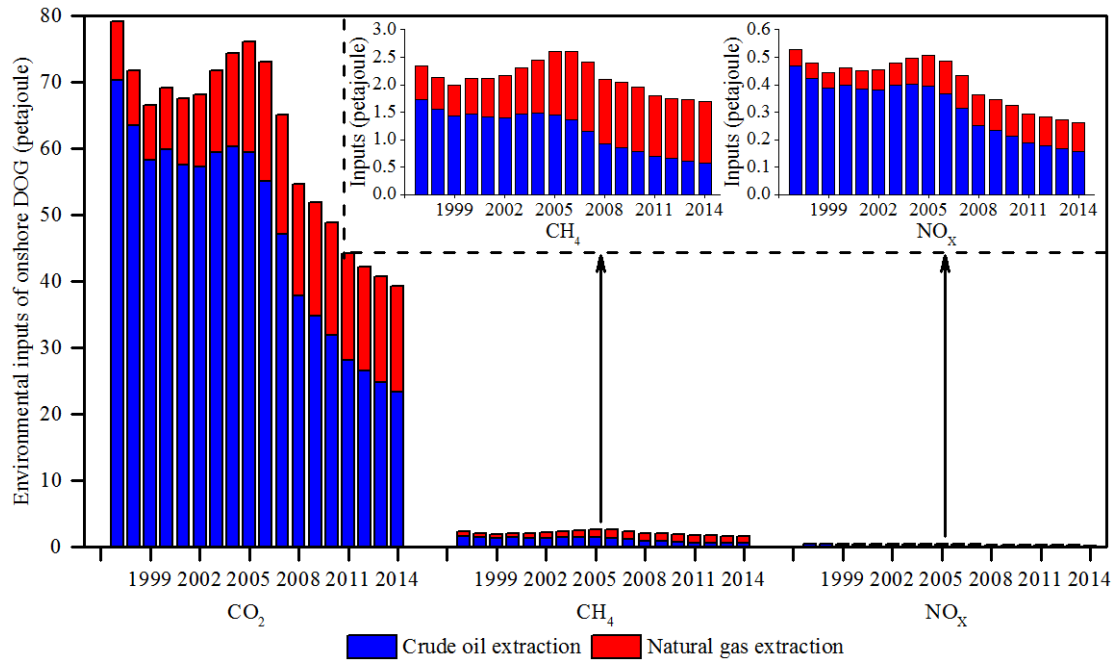 Environmental inputs of onshore DOG (petajoule)
80
70
60
50
40
30
20
10
0
Inputs (petajoule)
3.0
2.5
2.0
1.5
1.0
0.5
0.0
1999 2002 2005 2008 2011 2014
CH₄
Inputs (petajoule)
0.6
0.5
0.4
0.3
0.2
0.1
0.0
1999 2002 2005 2008 2011 2014
NOₓ
1999 2002 2005 2008 2011 2014 1999 2002 2005 2008 2011 2014 1999 2002 2005 2008 2011 2014
CO₂ CH₄ NOₓ
Crude oil extraction Natural gas extraction